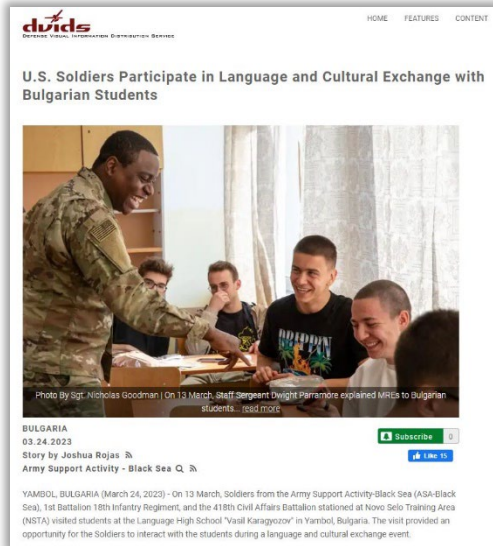 dvids
DEFENSE VISUAL INFORMATION DISTRIBUTION SERVICE
HOME FEATURES CONTENT
U.S. Soldiers Participate in Language and Cultural Exchange with
Bulgarian Students
DRIPPIN
Photo By Sgt. Nicholas Goodman | On 13 March, Staff Sergeant Dwight Parramore explained MREs to Bulgarian
students... read more
BULGARIA
03.24.2023
Story by Joshua Rojas
Army Support Activity - Black Sea
Subscribe 0
Like 15
YAMBOL, BULGARIA (March 24, 2023) - On 13 March, Soldiers from the Army Support Activity-Black Sea (ASA-Black
Sea), 1st Battalion 18th Infantry Regiment, and the 418th Civil Affairs Battalion stationed at Novo Selo Training Area
(NSTA) visited students at the Language High School "Vasil Karagyozov" in Yambol, Bulgaria. The visit provided an
opportunity for the Soldiers to interact with the students during a language and cultural exchange event.